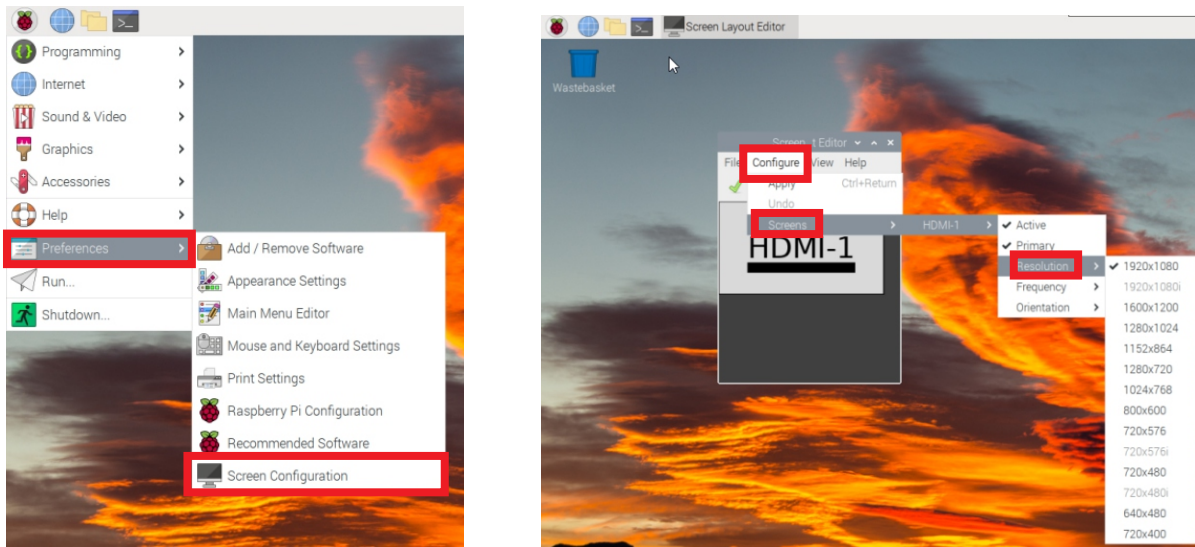 Programming
Internet
Sound & Video
Graphics
Accessories
Help
Preferences
Run...
Shutdown...
Add / Remove Software
Appearance Settings
Main Menu Editor
Mouse and Keyboard Settings
Print Settings
Raspberry Pi Configuration
Recommended Software
Screen Configuration
Screen Layout Editor
Wastebasket
Screen t Editor
File Configure View Help
Apply Ctrl+Return
Undo
Screens HDMI-1 Active
HDMI-1
Primary
Resolution 1920x1080
Frequency 1920x1080i
Orientation 1600x1200
1280x1024
1152x864
1280x720
1024x768
800x600
720x576
720x576i
720x480
720x480i
640x480
720x400